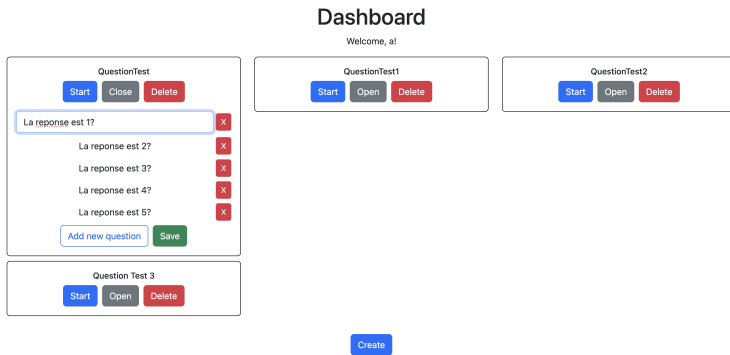 Dashboard
Welcome, a!
QuestionTest
Start Close Delete
La reponse est 1? X
La reponse est 2? X
La reponse est 3? X
La reponse est 4? X
La reponse est 5? X
Add new question Save
QuestionTest1
Start Open Delete
QuestionTest2
Start Open Delete
Question Test 3
Start Open Delete
Create